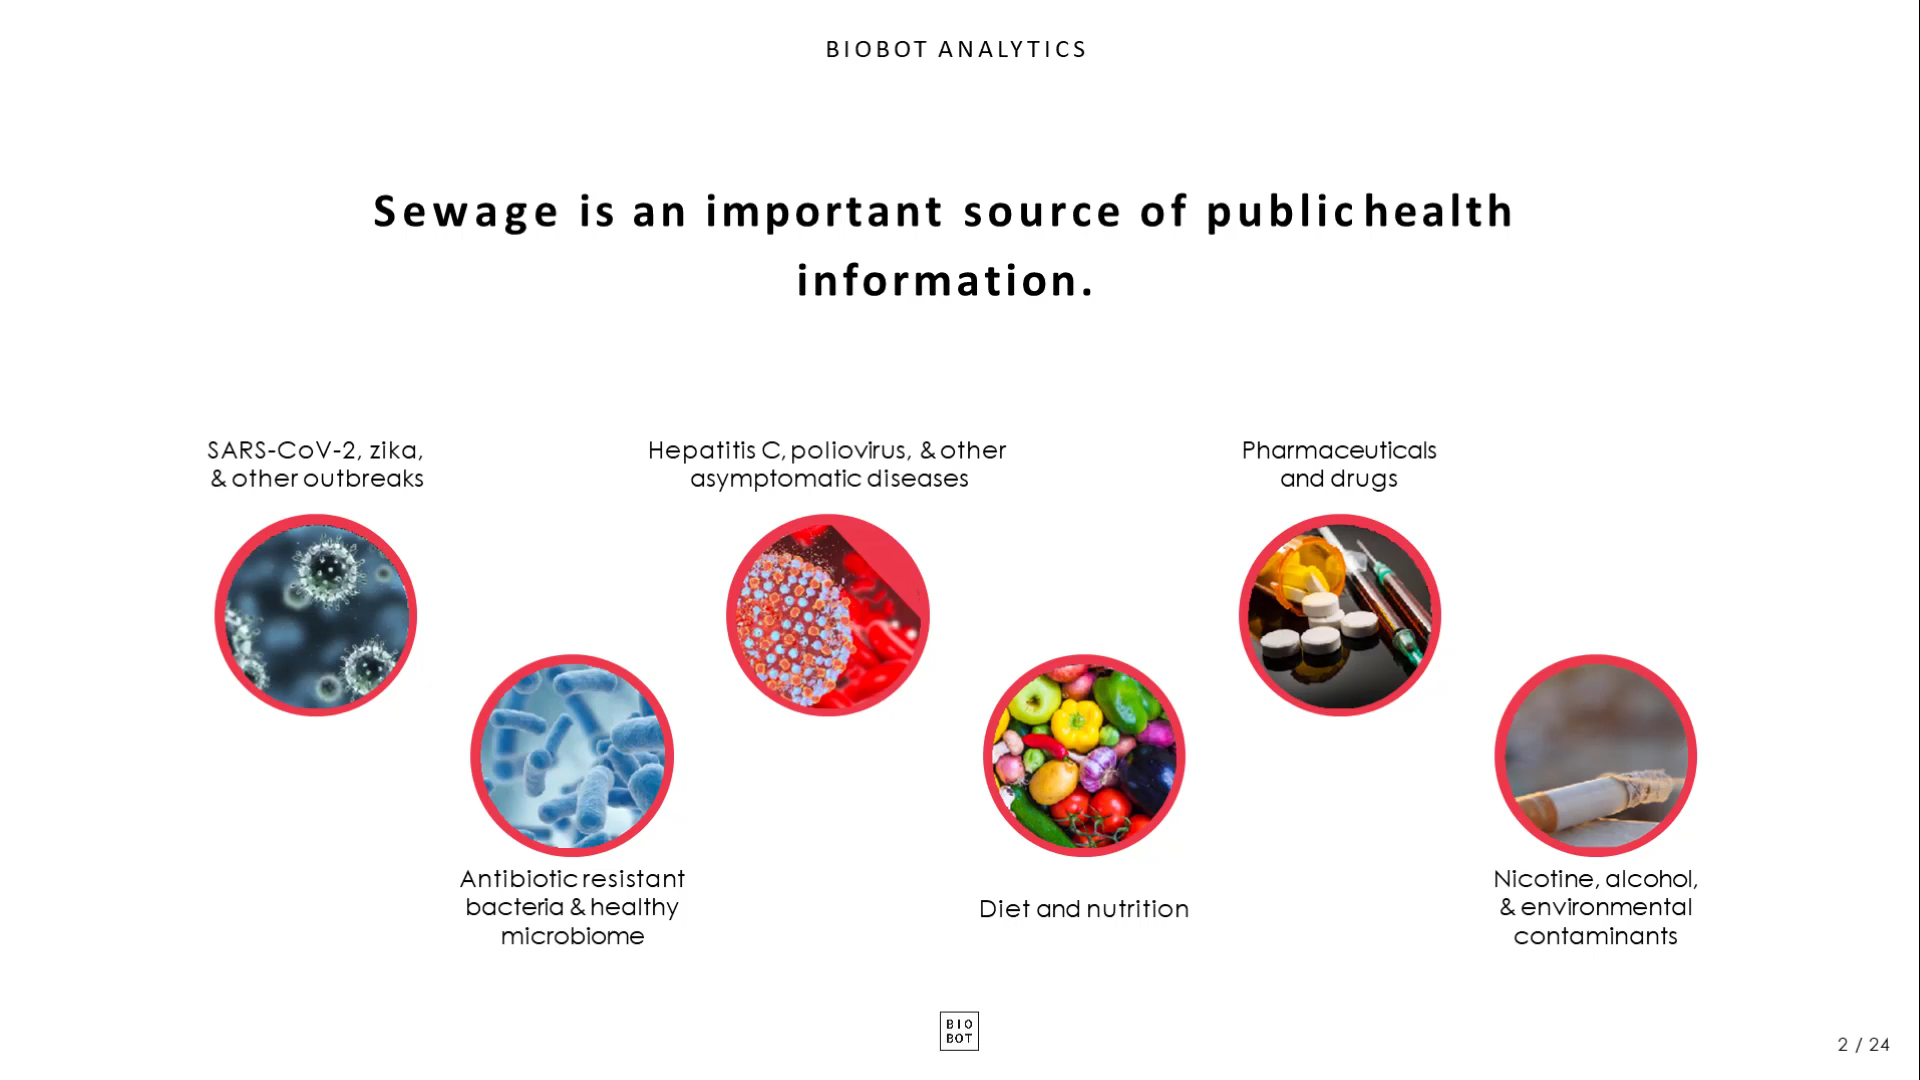 BIOBOT ANALYTICS
Sewage is an important source of public health
information.
SARS-CoV-2, zika,
& other outbreaks
Hepatitis C, poliovirus, & other
asymptomatic diseases
Pharmaceuticals
and drugs
Antibiotic resistant
bacteria & healthy
microbiome
Diet and nutrition
Nicotine, alcohol,
& environmental
contaminants
BIO
BOT
2 / 24